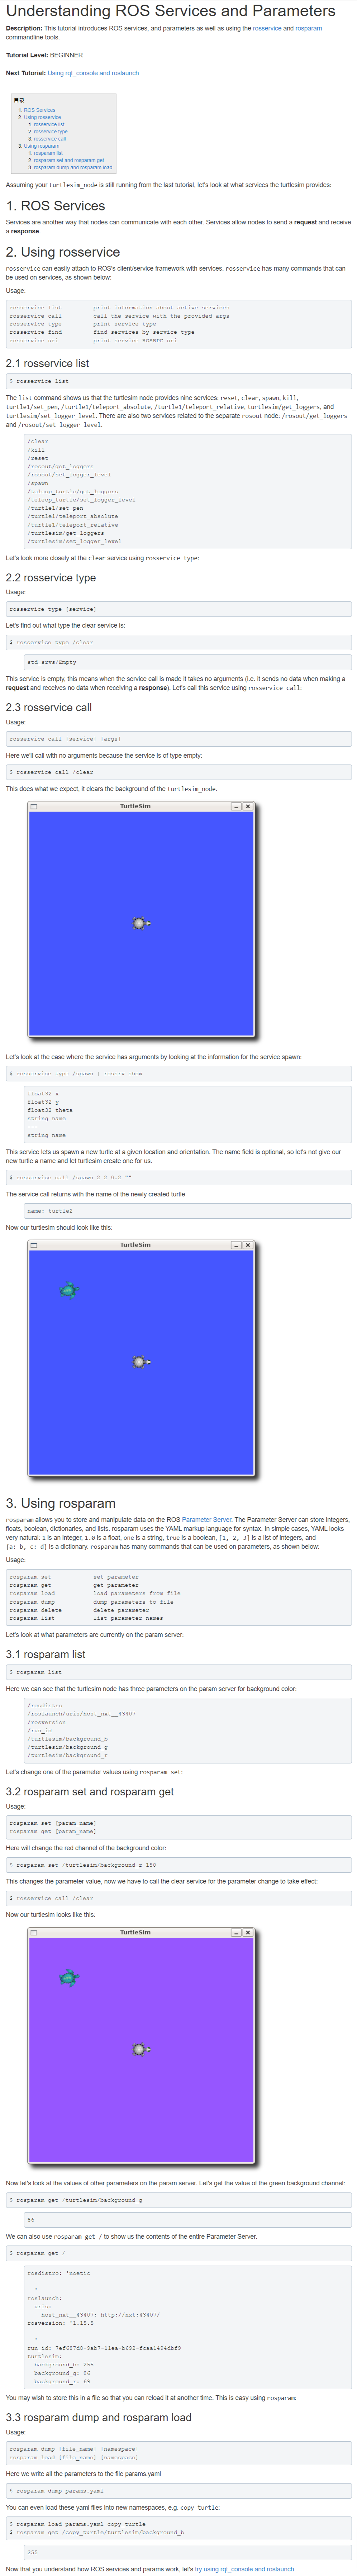 Understanding ROS Services and Parameters
Description: This tutorial introduces ROS services, and parameters as well as using the rosservice and rosparam
commandline tools.
Tutorial Level: BEGINNER
Next Tutorial: Using rqt_console and roslaunch
目录
1. ROS Services
2. Using rosservice
1. rosservice list
2. rosservice type
3. rosservice call
3. Using rosparam
1. rosparam list
2. rosparam set and rosparam get
3. rosparam dump and rosparam load
Assuming your turtlesim_node is still running from the last tutorial, let's look at what services the turtlesim provides:
1. ROS Services
Services are another way that nodes can communicate with each other. Services allow nodes to send a request and receive
a response.
2. Using rosservice
rosservice can easily attach to ROS's client/service framework with services. rosservice has many commands that can
be used on services, as shown below:
Usage:
rosservice list print information about active services
rosservice call call the service with the provided args
rosservice type print service type
rosservice find find services by service type
rosservice uri print service ROSRPC uri
2.1 rosservice list
$ rosservice list
The list command shows us that the turtlesim node provides nine services: reset, clear, spawn, kill,
turtle1/set_pen, /turtle1/teleport_absolute, /turtle1/teleport_relative, turtlesim/get_loggers, and
turtlesim/set_logger_level. There are also two services related to the separate rosout node: /rosout/get_loggers
and /rosout/set_logger_level.
/clear
/kill
/reset
/rosout/get_loggers
/rosout/set_logger_level
/spawn
/teleop_turtle/get_loggers
/teleop_turtle/set_logger_level
/turtle1/set_pen
/turtle1/teleport_absolute
/turtle1/teleport_relative
/turtlesim/get_loggers
/turtlesim/set_logger_level
Let's look more closely at the clear service using rosservice type:
2.2 rosservice type
Usage:
rosservice type [service]
Let's find out what type the clear service is:
$ rosservice type /clear
std_srvs/Empty
This service is empty, this means when the service call is made it takes no arguments (i.e. it sends no data when making a
request and receives no data when receiving a response). Let's call this service using rosservice call:
2.3 rosservice call
Usage:
rosservice call [service] [args]
Here we'll call with no arguments because the service is of type empty:
$ rosservice call /clear
This does what we expect, it clears the background of the turtlesim_node.
TurtleSim
Let's look at the case where the service has arguments by looking at the information for the service spawn:
$ rosservice type /spawn | rossrv show
float32 x
float32 y
float32 theta
string name
---
string name
This service lets us spawn a new turtle at a given location and orientation. The name field is optional, so let's not give our
new turtle a name and let turtlesim create one for us.
$ rosservice call /spawn 2 2 0.2 ""
The service call returns with the name of the newly created turtle
name: turtle2
Now our turtlesim should look like this:
TurtleSim
3. Using rosparam
rosparam allows you to store and manipulate data on the ROS Parameter Server. The Parameter Server can store integers,
floats, boolean, dictionaries, and lists. rosparam uses the YAML markup language for syntax. In simple cases, YAML looks
very natural: 1 is an integer, 1.0 is a float, one is a string, true is a boolean, [1, 2, 3] is a list of integers, and
{a: b, c: d} is a dictionary. rosparam has many commands that can be used on parameters, as shown below:
Usage:
rosparam set set parameter
rosparam get get parameter
rosparam load load parameters from file
rosparam dump dump parameters to file
rosparam delete delete parameter
rosparam list list parameter names
Let's look at what parameters are currently on the param server:
3.1 rosparam list
$ rosparam list
Here we can see that the turtlesim node has three parameters on the param server for background color:
/rosdistro
/roslaunch/uris/host_nxt__43407
/rosversion
/run_id
/turtlesim/background_b
/turtlesim/background_g
/turtlesim/background_r
Let's change one of the parameter values using rosparam set:
3.2 rosparam set and rosparam get
Usage:
rosparam set [param_name]
rosparam get [param_name]
Here will change the red channel of the background color:
$ rosparam set /turtlesim/background_r 150
This changes the parameter value, now we have to call the clear service for the parameter change to take effect:
$ rosservice call /clear
Now our turtlesim looks like this:
TurtleSim
Now let's look at the values of other parameters on the param server. Let's get the value of the green background channel:
$ rosparam get /turtlesim/background_g
86
We can also use rosparam get / to show us the contents of the entire Parameter Server.
$ rosparam get /
rosdistro: 'noetic
'
roslaunch:
uris:
host_nxt__43407: http://nxt:43407/
rosversion: '1.15.5
'
run_id: 7ef687d8-9ab7-11ea-b692-fcaa1494dbf9
turtlesim:
background_b: 255
background_g: 86
background_r: 69
You may wish to store this in a file so that you can reload it at another time. This is easy using rosparam:
3.3 rosparam dump and rosparam load
Usage:
rosparam dump [file_name] [namespace]
rosparam load [file_name] [namespace]
Here we write all the parameters to the file params.yaml
$ rosparam dump params.yaml
You can even load these yaml files into new namespaces, e.g. copy_turtle:
$ rosparam load params.yaml copy_turtle
$ rosparam get /copy_turtle/turtlesim/background_b
255
Now that you understand how ROS services and params work, let's try using rqt_console and roslaunch